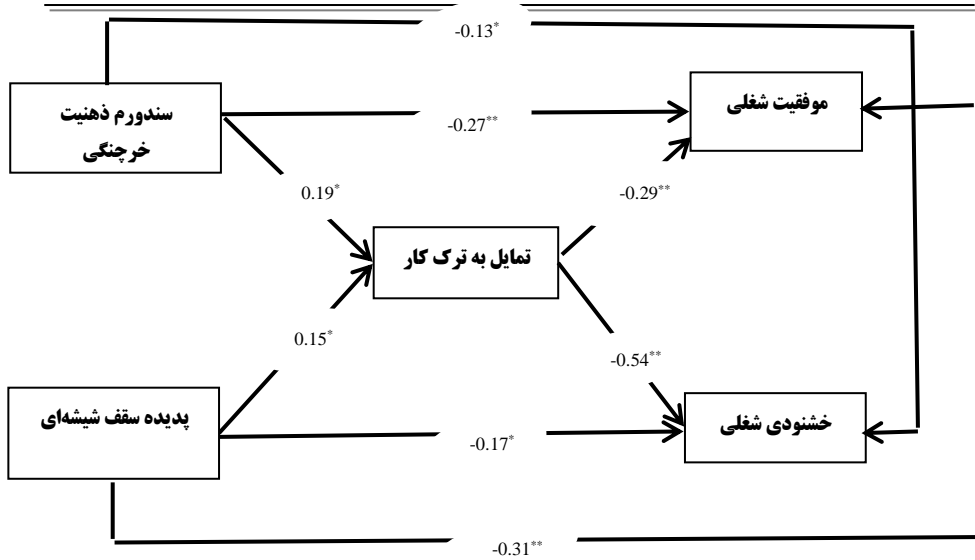 -0.13*
سندورم ذهنیت
خرچنگی
-0.27**
موفقیت شغلی
0.19*
-0.29**
تمایل به ترک کار
0.15*
-0.54**
پدیده سقف شیشه‌ای
-0.17*
خشنودی شغلی
-0.31**